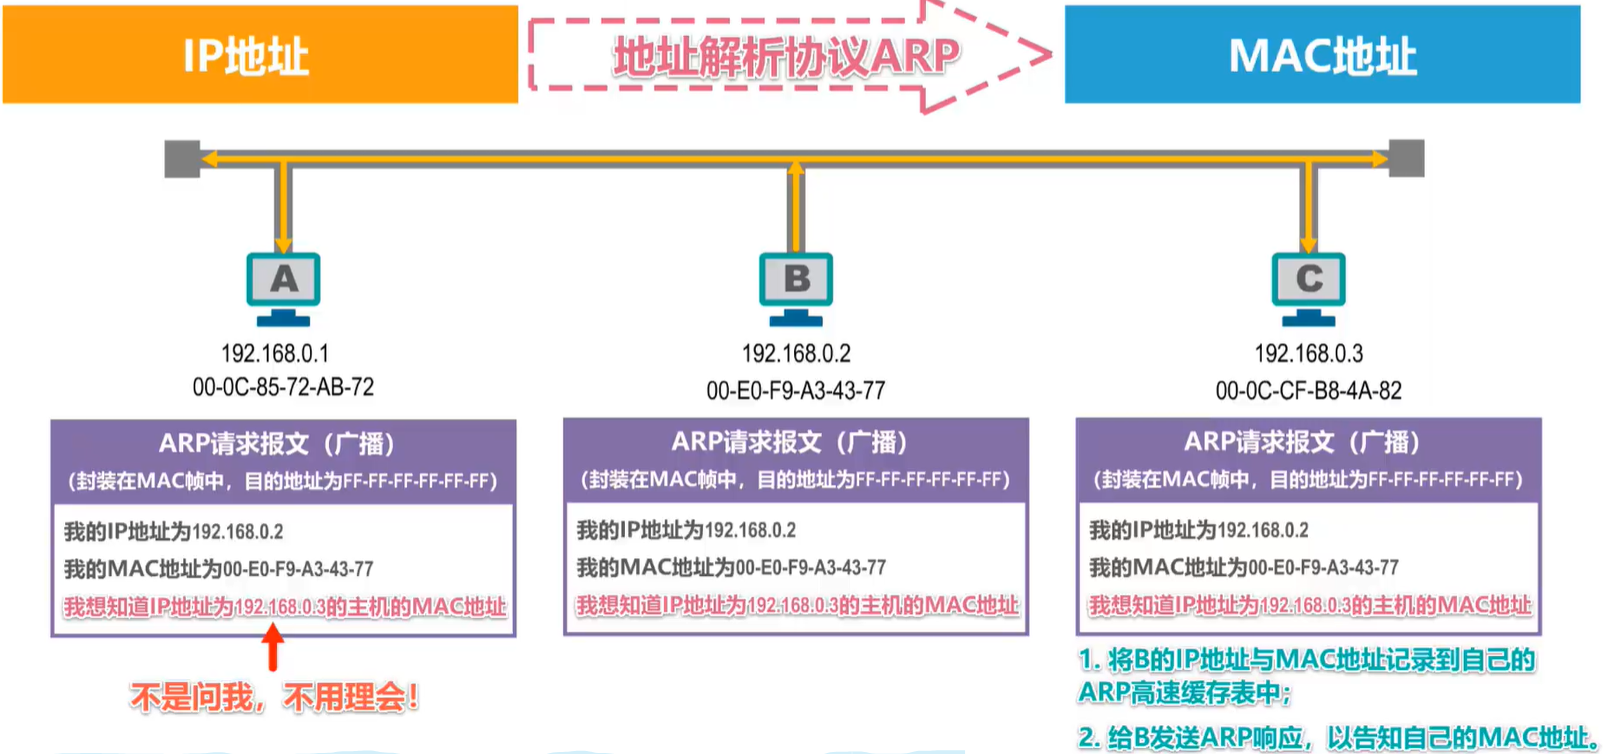 IP地址
地址解析协议ARP
MAC地址
A
B
C
192.168.0.1
00-0C-85-72-AB-72
192.168.0.2
00-E0-F9-A3-43-77
192.168.0.3
00-0C-CF-B8-4A-82
ARP请求报文（广播）
（封装在MAC帧中，目的地址为FF-FF-FF-FF-FF-FF）
我的IP地址为192.168.0.2
我的MAC地址为00-E0-F9-A3-43-77
我想知道IP地址为192.168.0.3的主机的MAC地址
不是问我，不用理会！
ARP请求报文（广播）
（封装在MAC帧中，目的地址为FF-FF-FF-FF-FF-FF）
我的IP地址为192.168.0.2
我的MAC地址为00-E0-F9-A3-43-77
我想知道IP地址为192.168.0.3的主机的MAC地址
ARP请求报文（广播）
（封装在MAC帧中，目的地址为FF-FF-FF-FF-FF-FF）
我的IP地址为192.168.0.2
我的MAC地址为00-E0-F9-A3-43-77
我想知道IP地址为192.168.0.3的主机的MAC地址
1. 将B的IP地址与MAC地址记录到自己的
ARP高速缓存表中；
2. 给B发送ARP响应，以告知自己的MAC地址。